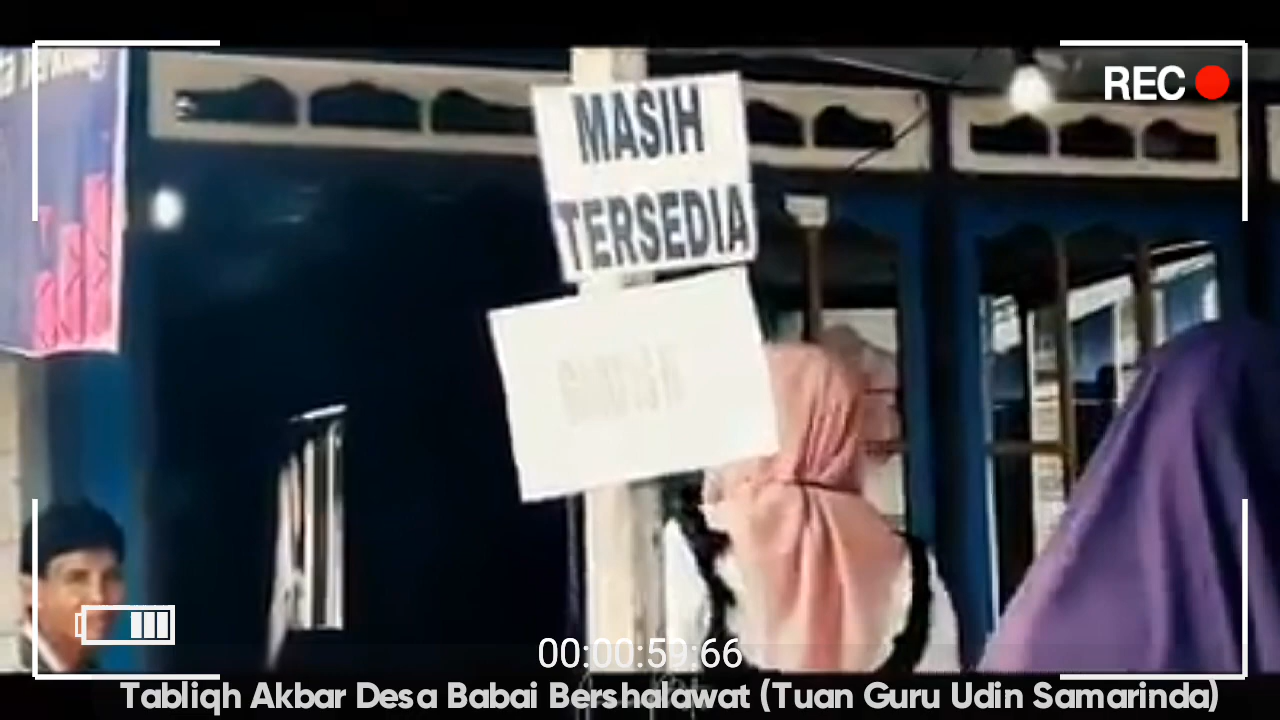 REC
MASIH
TERSEDIA
00:00:59:66
Tabliqh Akbar Desa Babai Bershalawat (Tuan Guru Udin Samarinda)